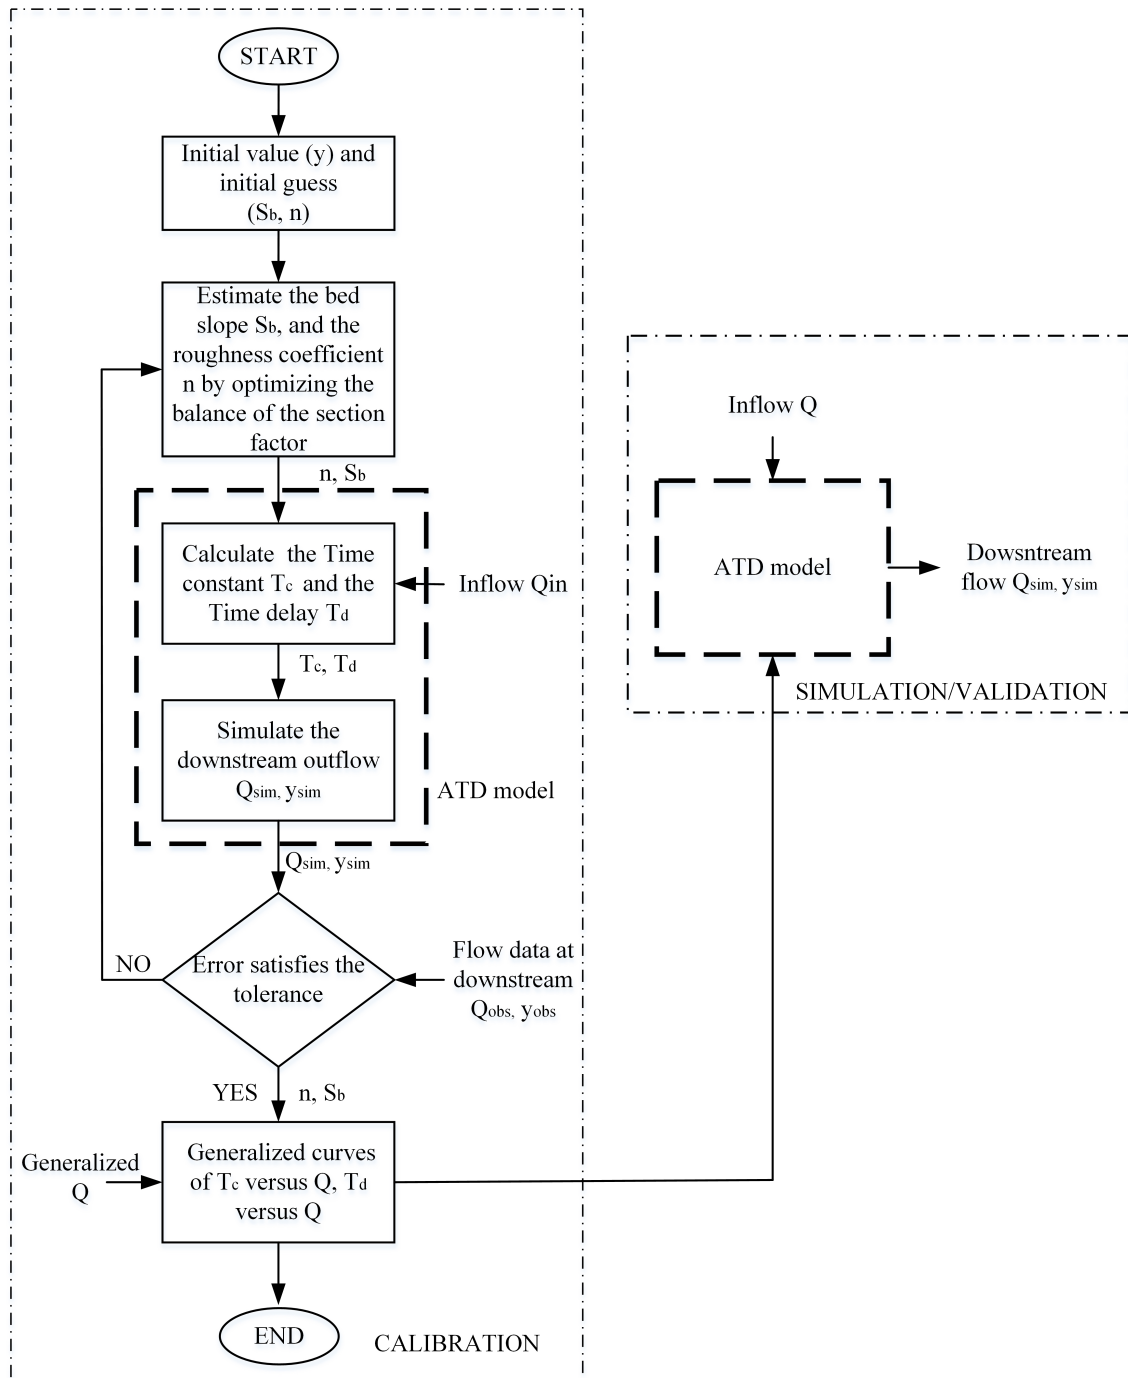 START
Initial value (y) and
initial guess
(Sb, n)
Estimate the bed
slope Sb, and the
roughness coefficient
n by optimizing the
balance of the section
factor
n, Sb
Calculate the Time
constant Tc and the
Time delay Td
Inflow Qin
Tc, Td
Simulate the
downstream outflow
Qsim, ysim
ATD model
Qsim, ysim
Error satisfies the
tolerance
NO
Flow data at
downstream
Qobs, yobs
YES
n, Sb
Generalized
Q
Generalized curves
of Tc versus Q, Td
versus Q
END
CALIBRATION
Inflow Q
ATD model
Dowsntream
flow Qsim, ysim
SIMULATION/VALIDATION